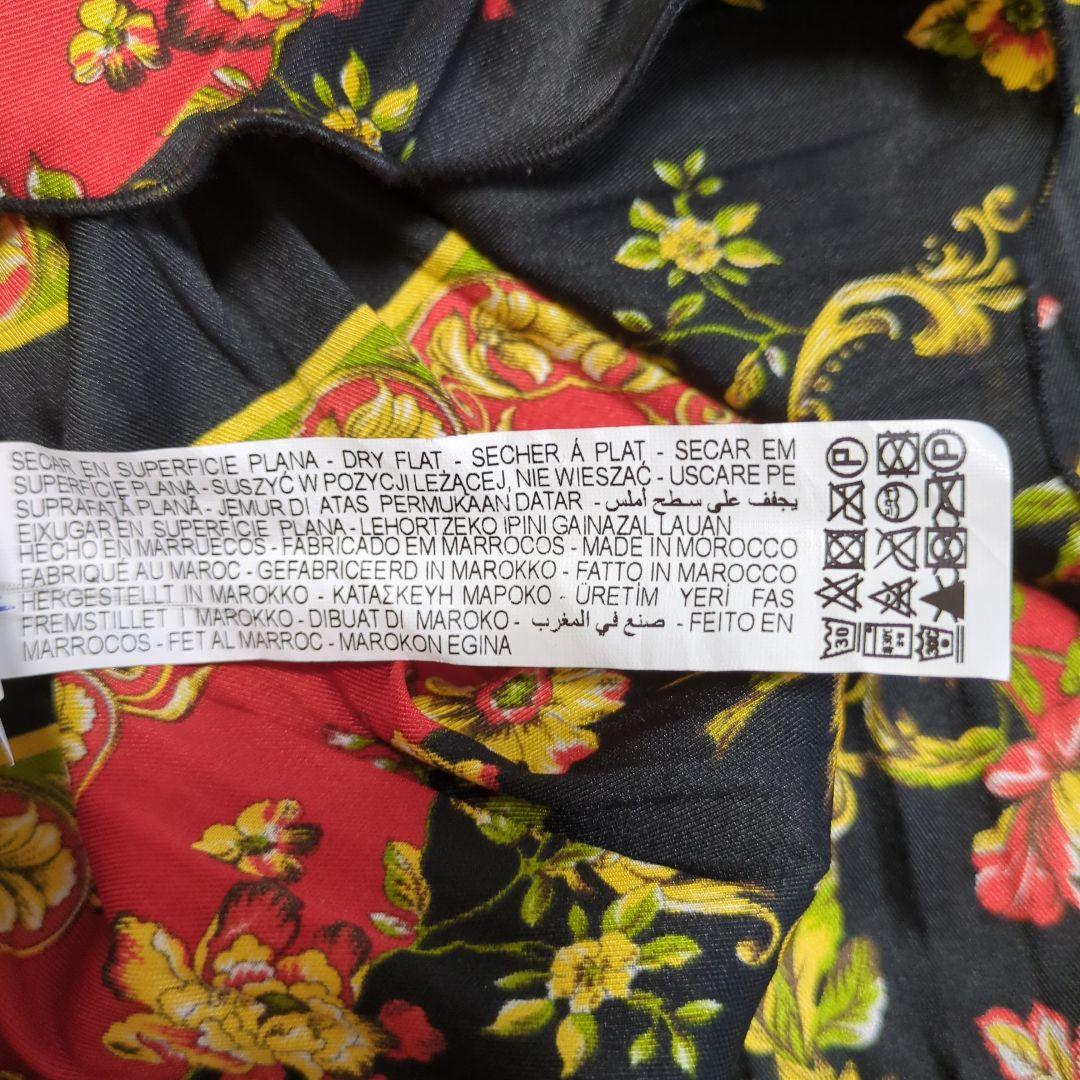 SECAR EN SUPERFICIE PLANA - DRY FLAT - SECHER Á PLAT - SECAR EM
SUPERFICIE PLANA - SUSZYĆ W POZYCJI LEŻĄCEJ, NIE WIESZAĆ - USCARE PE
SUPRAFAŢĂ PLANĂ - JEMUR DI ATAS PERMUKAAN DATAR - يجفف على سطح أملس -
EIXUGAR EN SUPERFÍCIE PLANA - LEHORTZEKO IPINI GAINAZAL LAUAN
HECHO EN MARRUECOS - FABRICADO EM MARROCOS - MADE IN MOROCCO
FABRIQUÉ AU MAROC - GEFABRICEERD IN MAROKKO - FATTO IN MAROCCO
HERGESTELLT IN MAROKKO - ΚΑΤΑΣΚΕΥΗ ΜΑΡΟΚΟ - ÜRETİM YERİ FAS
FREMSTILLET I MAROKKO - DIBUAT DI MAROKO - صنع في المغرب - FEITO EN
MARROCOS - FET AL MARROC - MAROKON EGINA
P P
30